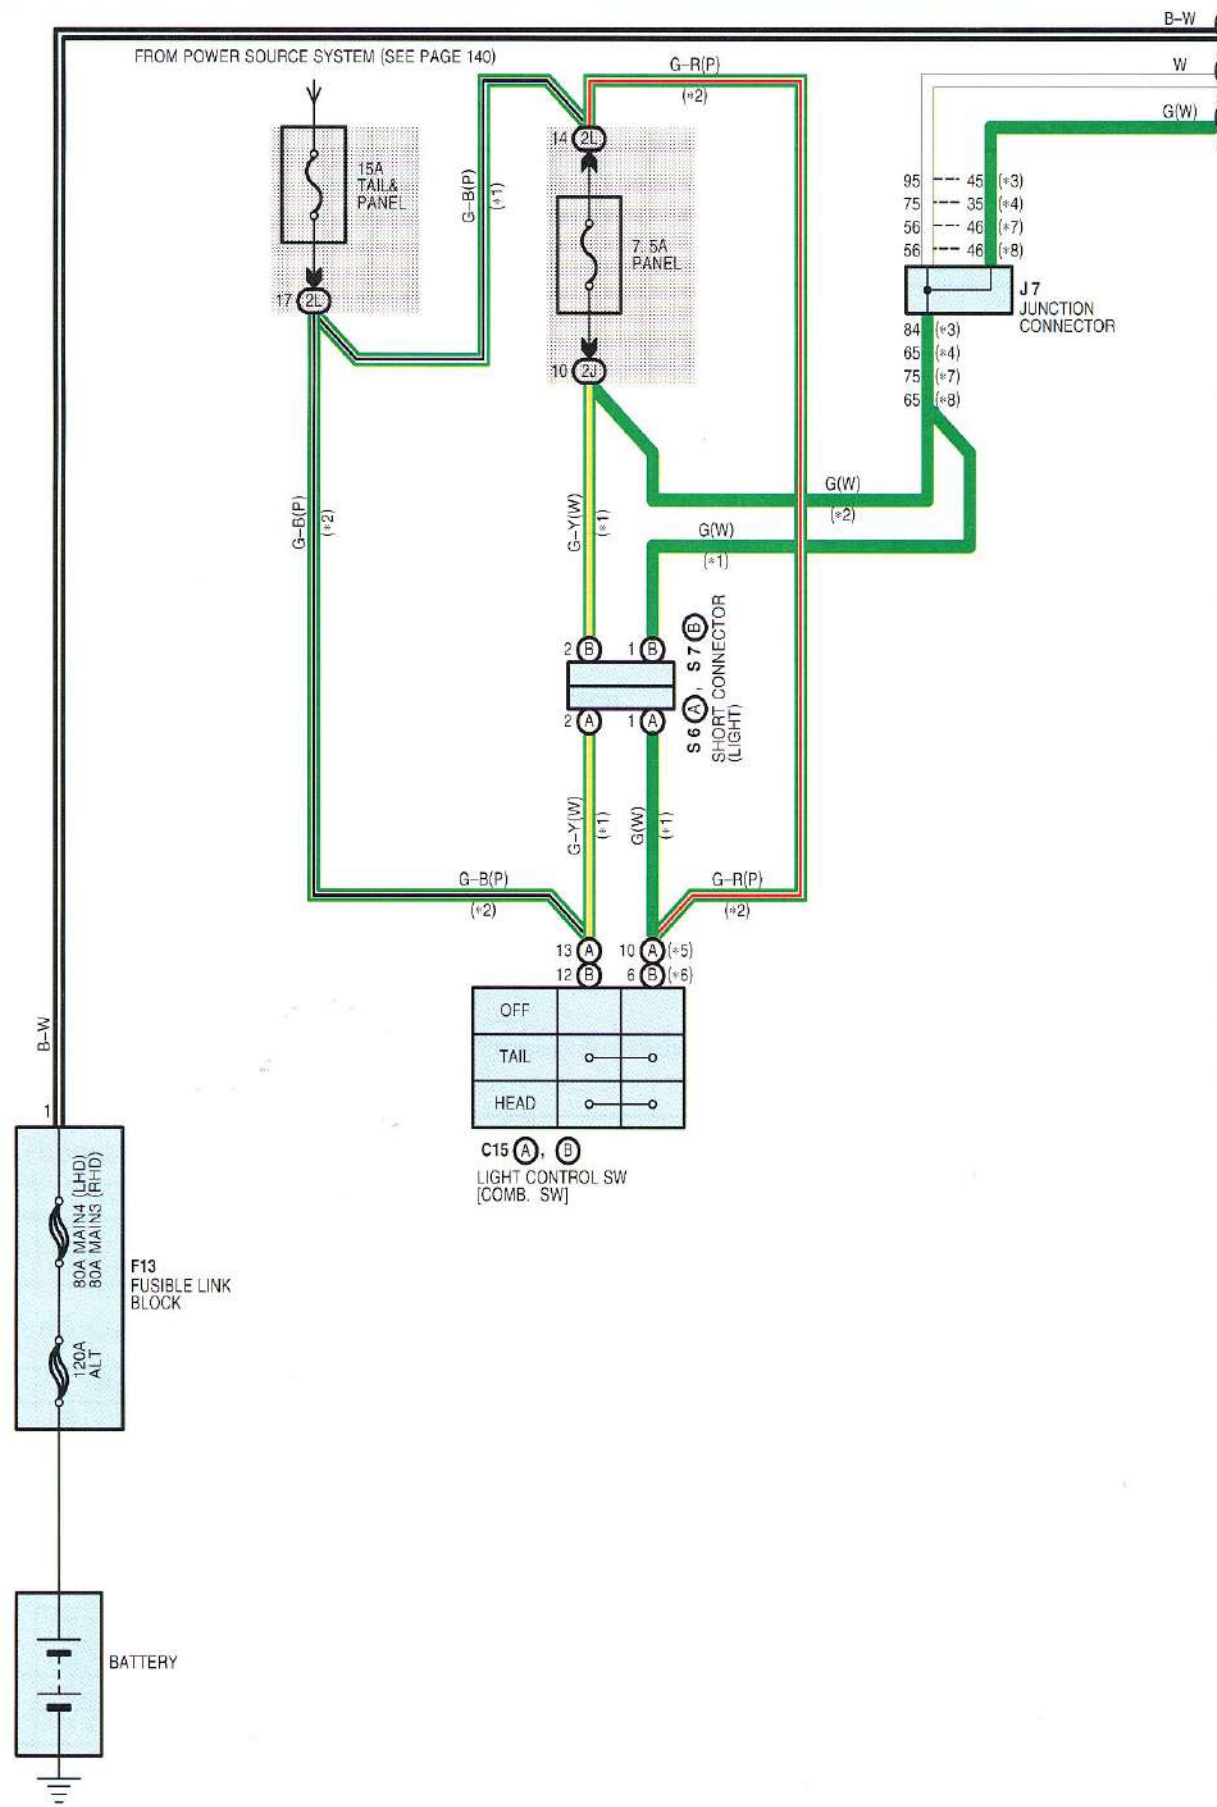 B–W
FROM POWER SOURCE SYSTEM (SEE PAGE 140)
G–R(P)
(*2)
W
G(W)
15A
TAIL&
PANEL
17 2L
G–B(P)
(*1)
14 2L
7. 5A
PANEL
10 2J
95 --- 45 (*3)
75 --- 35 (*4)
56 --- 46 (*7)
56 --- 46 (*8)
J 7
JUNCTION
CONNECTOR
84 (*3)
65 (*4)
75 (*7)
65 (*8)
G–B(P)
(*2)
G–Y(W)
(*1)
G(W)
(*2)
G(W)
(*1)
2 B 1 B
2 A 1 A
S 6 A , S 7 B
SHORT CONNECTOR
(LIGHT)
G–Y(W)
(*1)
G(W)
(*1)
G–B(P)
(*2)
G–R(P)
(*2)
13 A 10 A (*5)
12 B 6 B (*6)
OFF
TAIL
HEAD
C15 A , B
LIGHT CONTROL SW
[COMB. SW]
B–W
1
80A MAIN4 (LHD)
80A MAIN3 (RHD)
120A
ALT
F13
FUSIBLE LINK
BLOCK
BATTERY